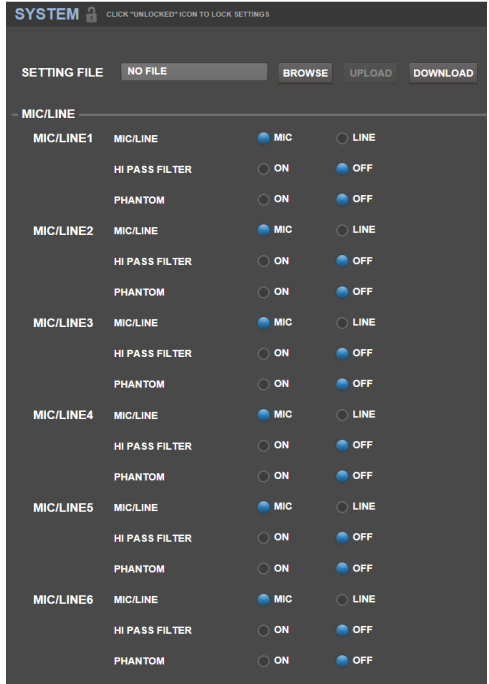 SYSTEM CLICK "UNLOCKED" ICON TO LOCK SETTINGS
SETTING FILE NO FILE BROWSE UPLOAD DOWNLOAD
MIC/LINE
MIC/LINE1 MIC/LINE MIC LINE
HI PASS FILTER ON OFF
PHANTOM ON OFF
MIC/LINE2 MIC/LINE MIC LINE
HI PASS FILTER ON OFF
PHANTOM ON OFF
MIC/LINE3 MIC/LINE MIC LINE
HI PASS FILTER ON OFF
PHANTOM ON OFF
MIC/LINE4 MIC/LINE MIC LINE
HI PASS FILTER ON OFF
PHANTOM ON OFF
MIC/LINE5 MIC/LINE MIC LINE
HI PASS FILTER ON OFF
PHANTOM ON OFF
MIC/LINE6 MIC/LINE MIC LINE
HI PASS FILTER ON OFF
PHANTOM ON OFF